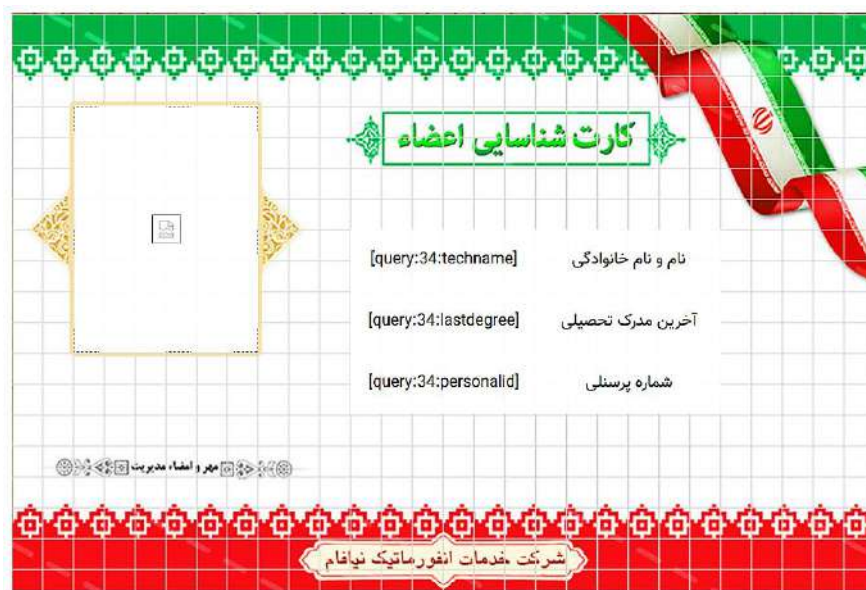 کارت شناسایی اعضاء
نام و نام خانوادگی [query:34:techname]
آخرین مدرک تحصیلی [query:34:lastdegree]
شماره پرسنلی [query:34:personalid]
مهر و امضاء مدیریت
شرکت خدمات انفورماتیک نیافام